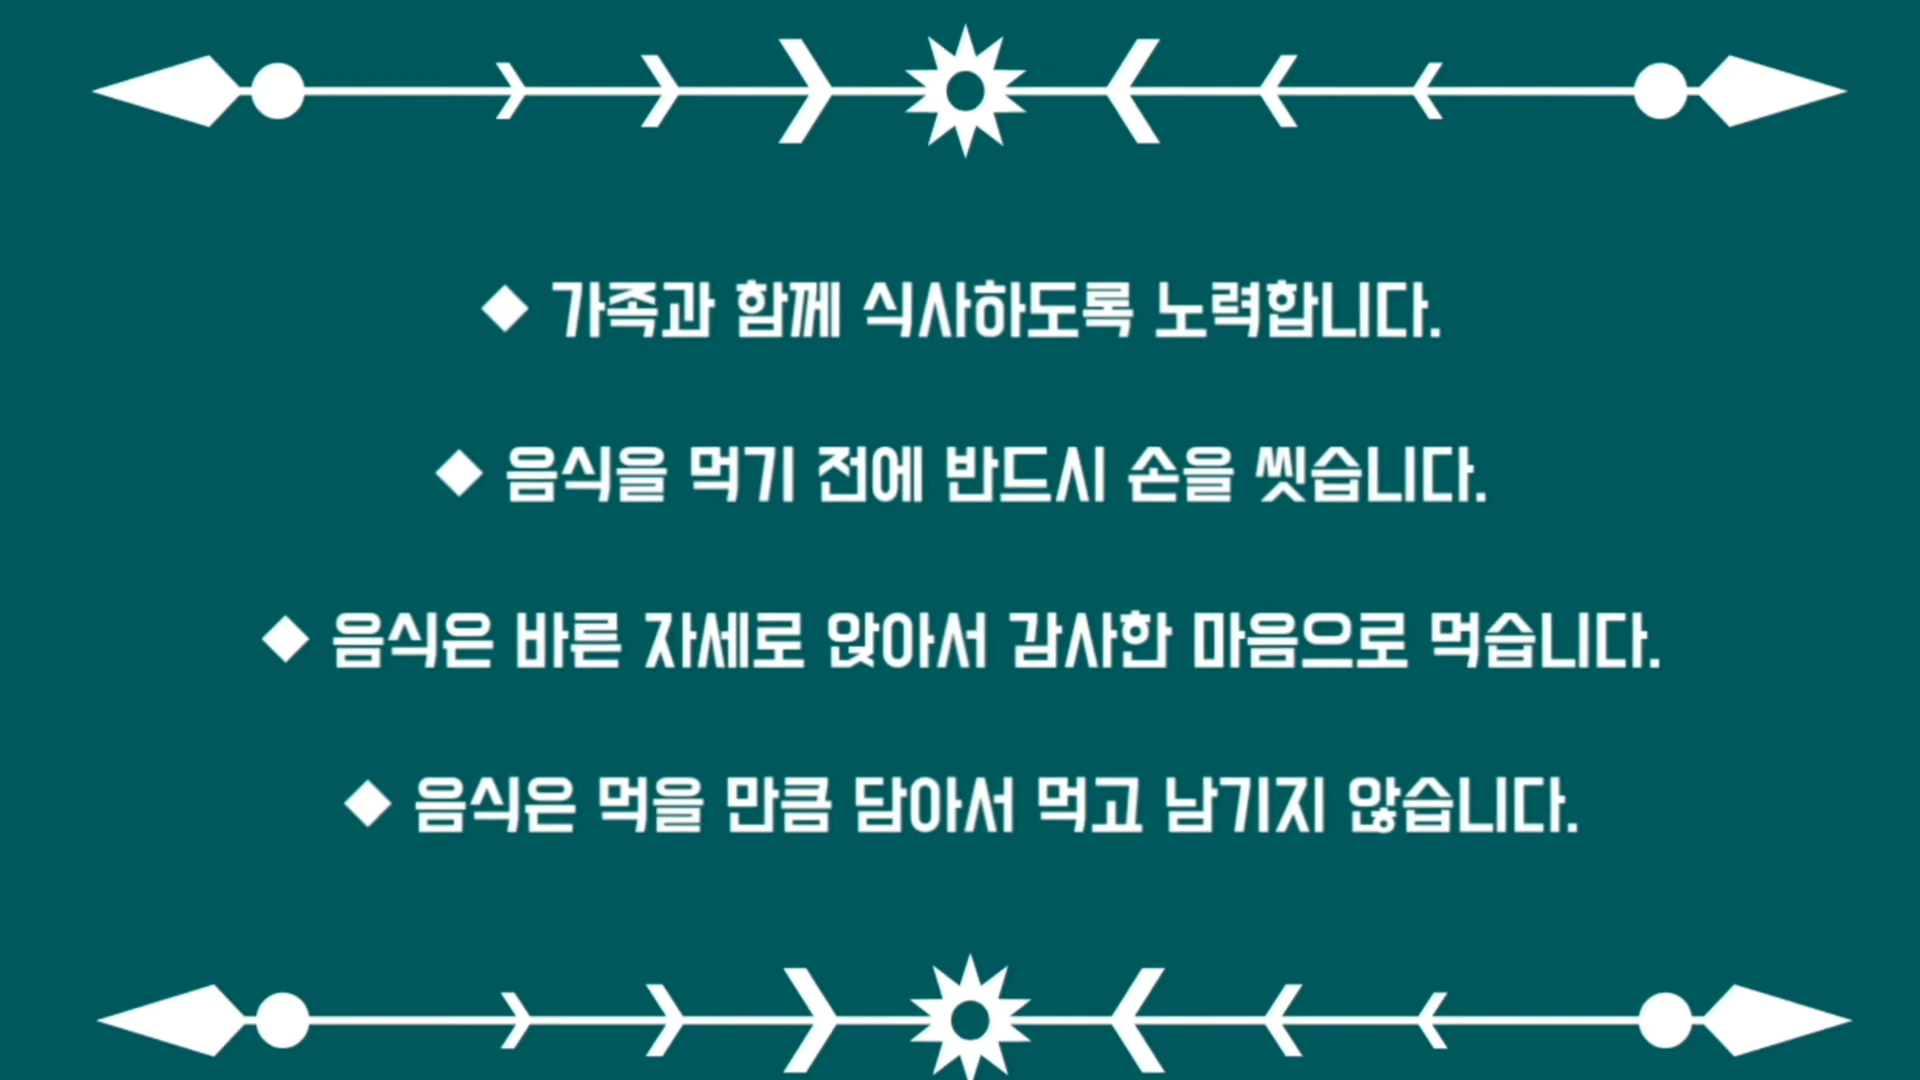 ◆ 가족과 함께 식사하도록 노력합니다.
◆ 음식을 먹기 전에 반드시 손을 씻습니다.
◆ 음식은 바른 자세로 앉아서 감사한 마음으로 먹습니다.
◆ 음식은 먹을 만큼 담아서 먹고 남기지 않습니다.